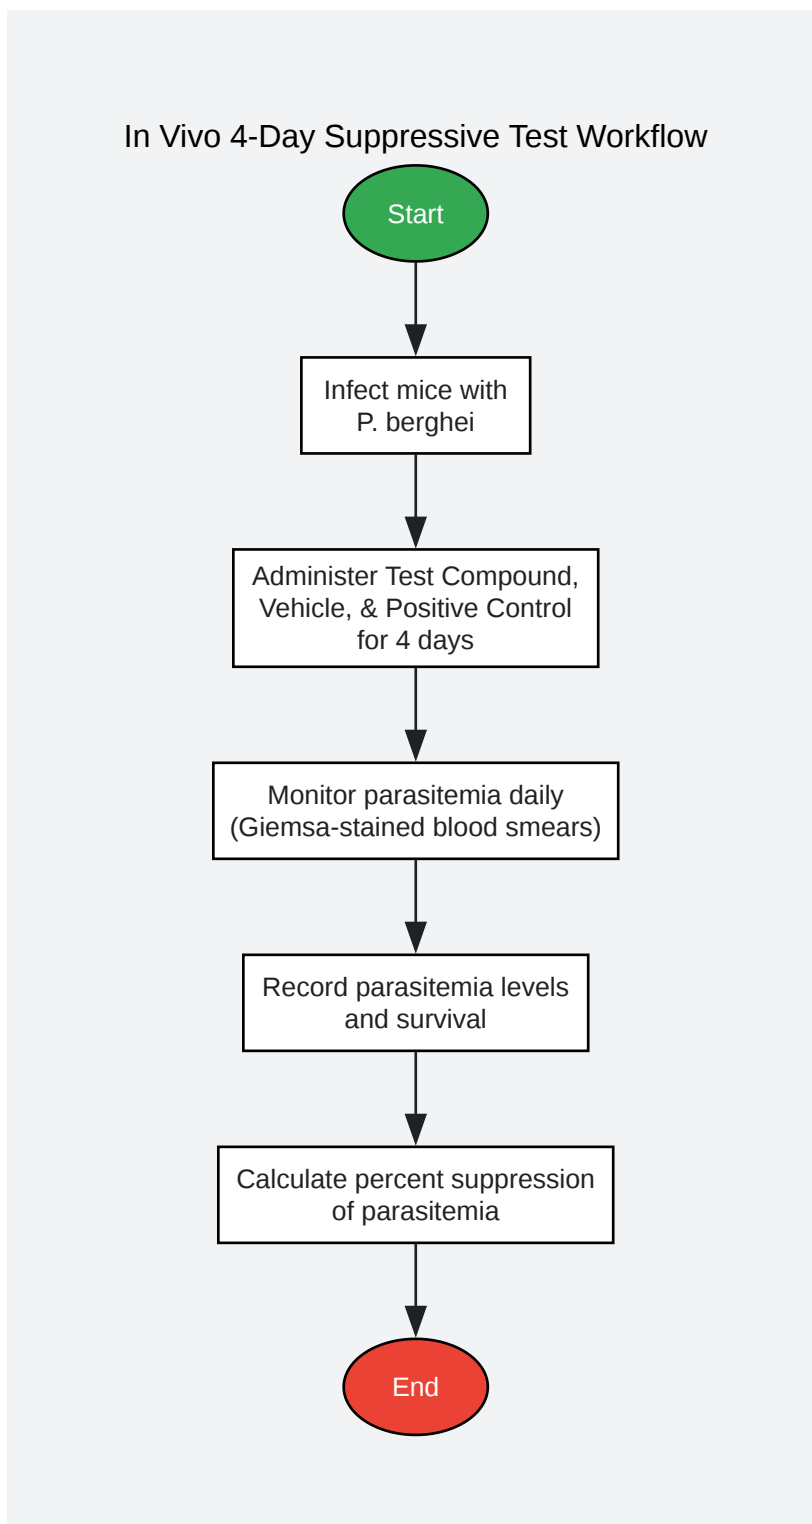 In Vivo 4-Day Suppressive Test Workflow
Start
Infect mice with
P. berghei
Administer Test Compound,
Vehicle, & Positive Control
for 4 days
Monitor parasitemia daily
(Giemsa-stained blood smears)
Record parasitemia levels
and survival
Calculate percent suppression
of parasitemia
End